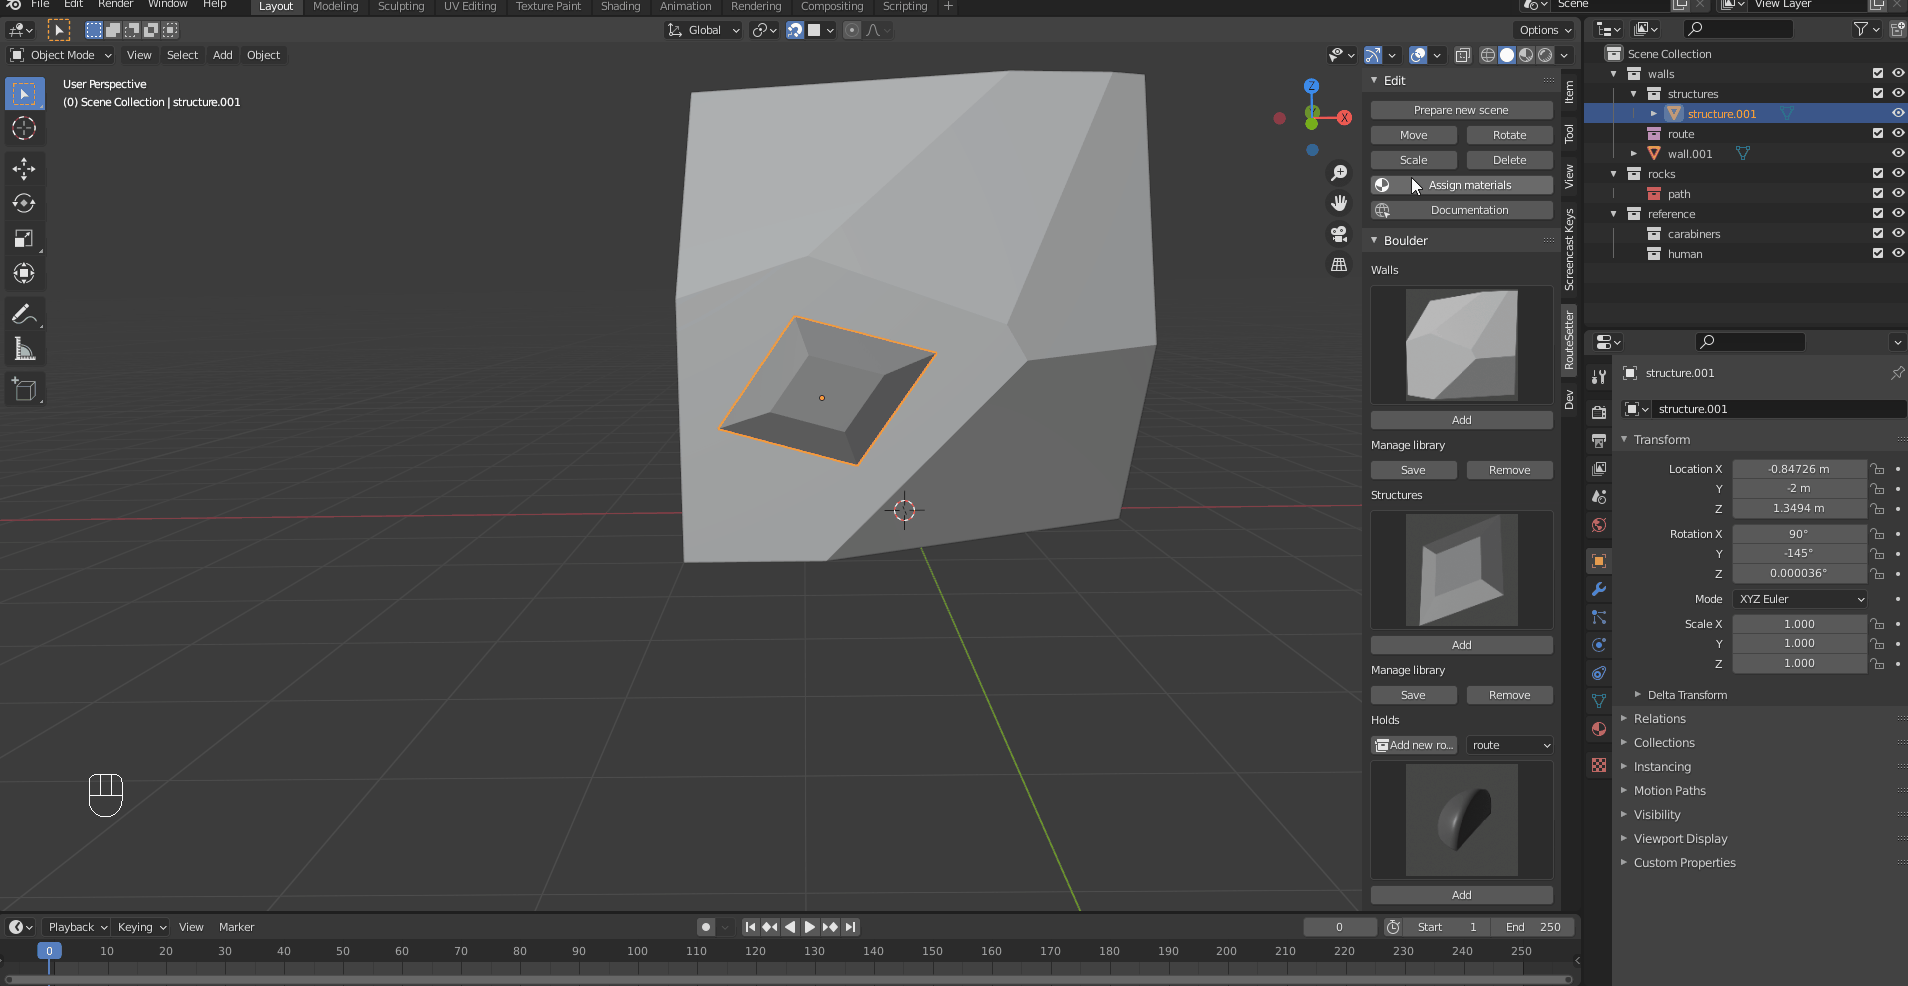 File Edit Render Window Help Layout Modeling Sculpting UV Editing Texture Paint Shading Animation Rendering Compositing Scripting + Scene View Layer
Global Options
Object Mode View Select Add Object
User Perspective
(0) Scene Collection | structure.001
Z
X
Edit
Prepare new scene
Move Rotate
Scale Delete
Assign materials
Documentation
Boulder
Walls
Add
Manage library
Save Remove
Structures
Add
Manage library
Save Remove
Holds
Add new ro... route
Add
Item
Tool
View
Screencast Keys
RouteSetter
Dev
Scene Collection
walls
structures
structure.001
route
wall.001
rocks
path
reference
carabiners
human
structure.001
structure.001
Transform
Location X -0.84726 m
Y -2 m
Z 1.3494 m
Rotation X 90°
Y -145°
Z 0.000036°
Mode XYZ Euler
Scale X 1.000
Y 1.000
Z 1.000
Delta Transform
Relations
Collections
Instancing
Motion Paths
Visibility
Viewport Display
Custom Properties
Playback Keying View Marker 0 Start 1 End 250
0 10 20 30 40 50 60 70 80 90 100 110 120 130 140 150 160 170 180 190 200 210 220 230 240 250